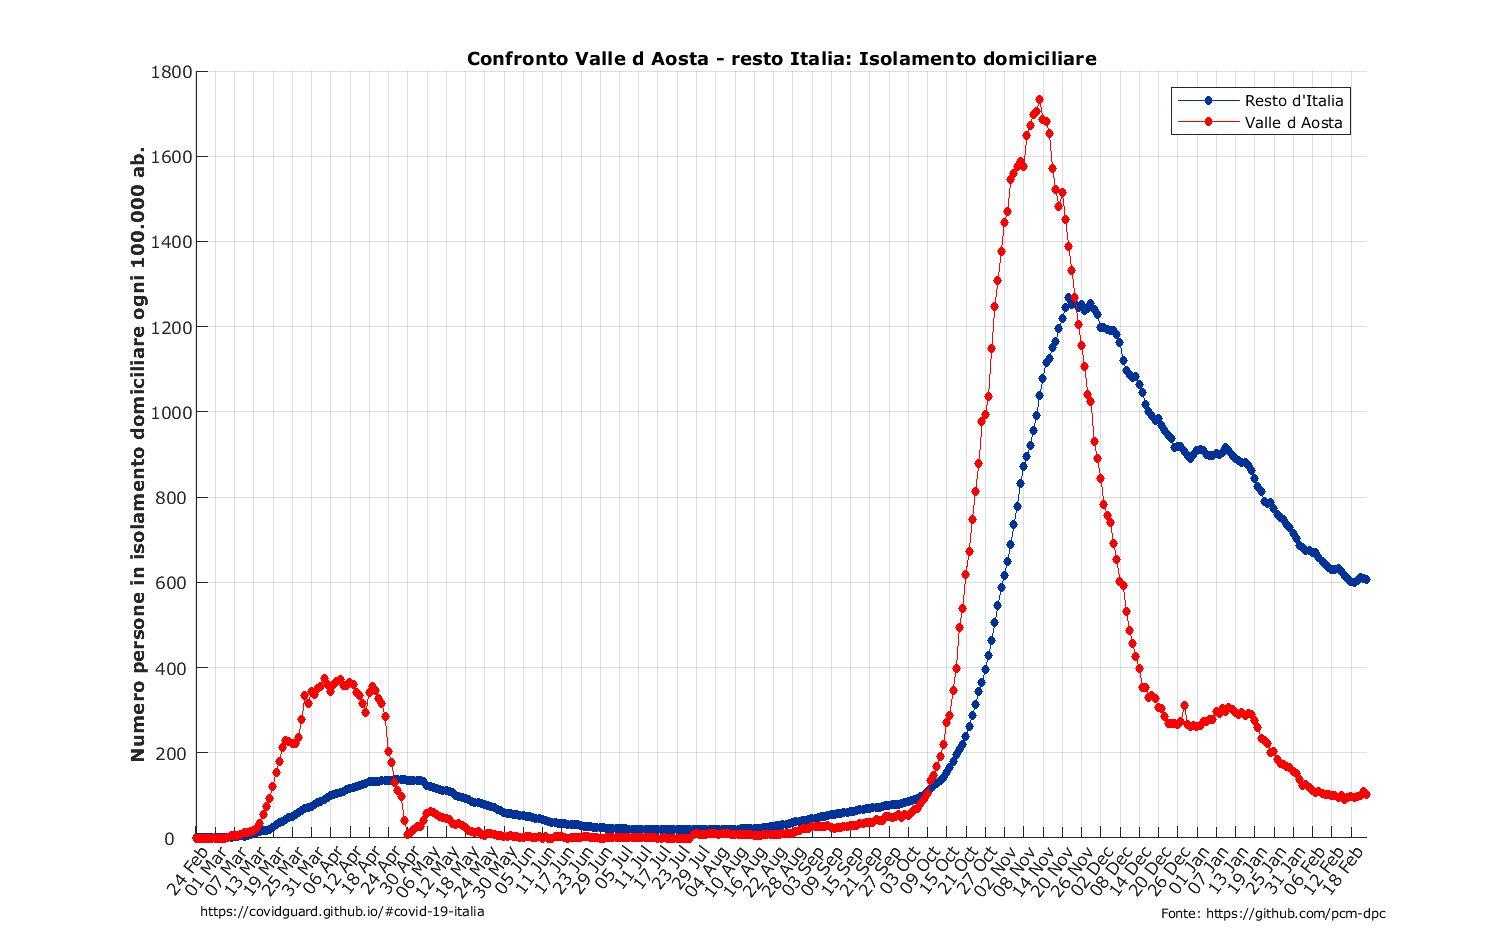 Confronto Valle d Aosta - resto Italia: Isolamento domiciliare
Numero persone in isolamento domiciliare ogni 100.000 ab.
1800
1600
1400
1200
1000
800
600
400
200
0
Resto d'Italia
Valle d Aosta
24 Feb
01 Mar
07 Mar
13 Mar
19 Mar
25 Mar
31 Mar
06 Apr
12 Apr
18 Apr
24 Apr
30 Apr
06 May
12 May
18 May
24 May
30 May
05 Jun
11 Jun
17 Jun
23 Jun
29 Jun
05 Jul
11 Jul
17 Jul
23 Jul
29 Jul
04 Aug
10 Aug
16 Aug
22 Aug
28 Aug
03 Sep
09 Sep
15 Sep
21 Sep
27 Sep
03 Oct
09 Oct
15 Oct
21 Oct
27 Oct
02 Nov
08 Nov
14 Nov
20 Nov
26 Nov
02 Dec
08 Dec
14 Dec
20 Dec
26 Dec
01 Jan
07 Jan
13 Jan
19 Jan
25 Jan
31 Jan
06 Feb
12 Feb
18 Feb
https://covidguard.github.io/#covid-19-italia
Fonte: https://github.com/pcm-dpc